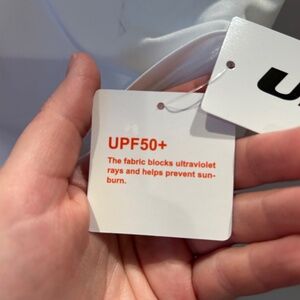 UPF50+
The fabric blocks ultraviolet
rays and helps prevent sun-
burn.